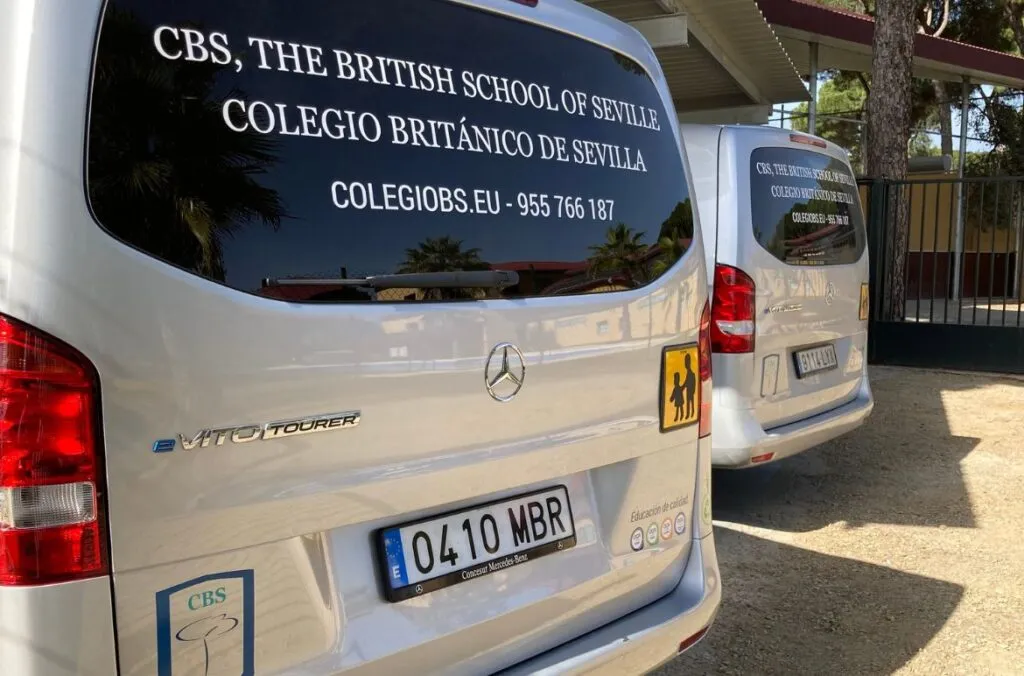 CBS, THE BRITISH SCHOOL OF SEVILLE
COLEGIO BRITÁNICO DE SEVILLA
COLEGIOBS.EU - 955 766 187
eVITO TOURER
0410 MBR
E
Concesur Mercedes-Benz
Educación de calidad
CBS
CBS, THE BRITISH SCHOOL OF SEVILLE
COLEGIO BRITÁNICO DE SEVILLA
COLEGIOBS.EU - 955 766 187